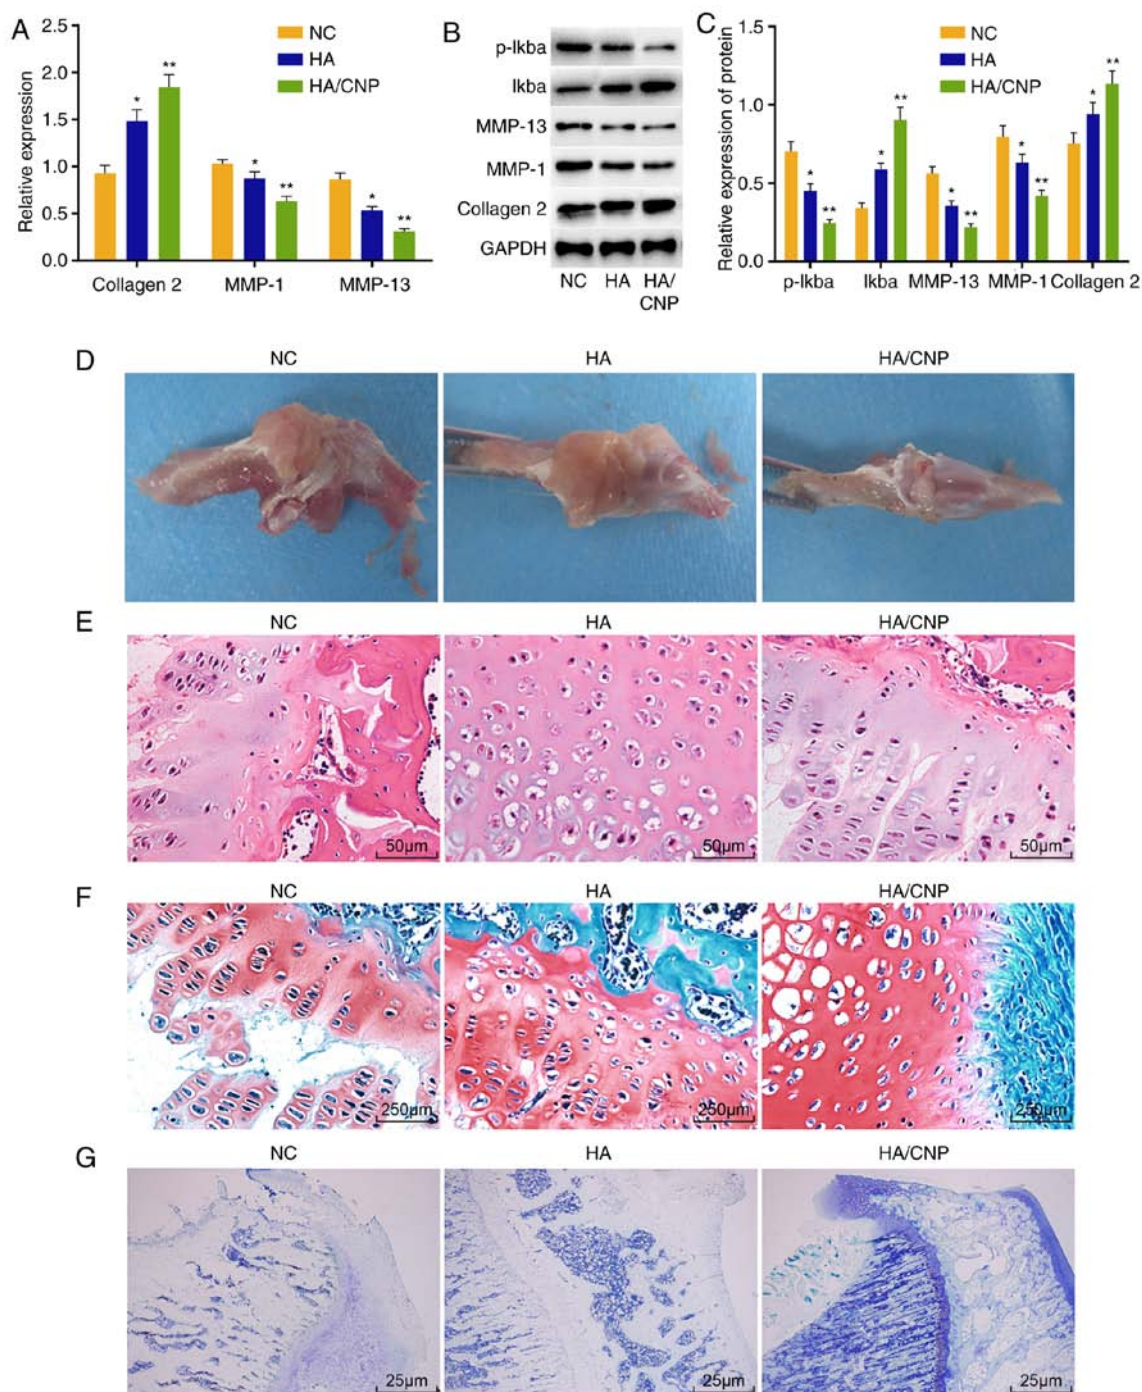 A
2.5
2.0
1.5
1.0
0.5
0.0
Relative expression
NC
HA
HA/CNP
*
**
*
**
*
**
Collagen 2 MMP-1 MMP-13
B
p-Ikba
Ikba
MMP-13
MMP-1
Collagen 2
GAPDH
NC HA HA/
CNP
C
1.5
1.0
0.5
0.0
Relative expression of protein
NC
HA
HA/CNP
*
**
*
**
*
**
*
**
*
**
p-Ikba Ikba MMP-13 MMP-1 Collagen 2
D
NC HA HA/CNP
E
NC HA HA/CNP
50μm 50μm 50μm
F
NC HA HA/CNP
250μm 250μm 250μm
G
NC HA HA/CNP
25μm 25μm 25μm